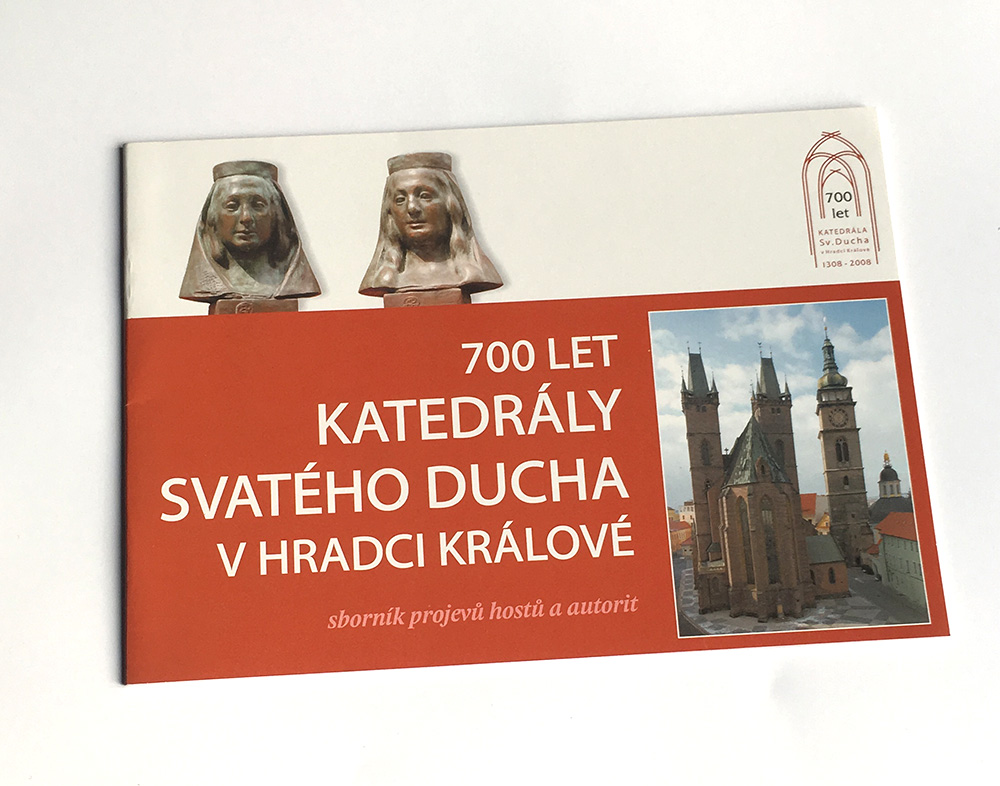 700
let
KATEDRÁLA
Sv.Ducha
v Hradci Králové
1308 - 2008
700 LET
KATEDRÁLY
SVATÉHO DUCHA
V HRADCI KRÁLOVÉ
sborník projevů hostů a autorit